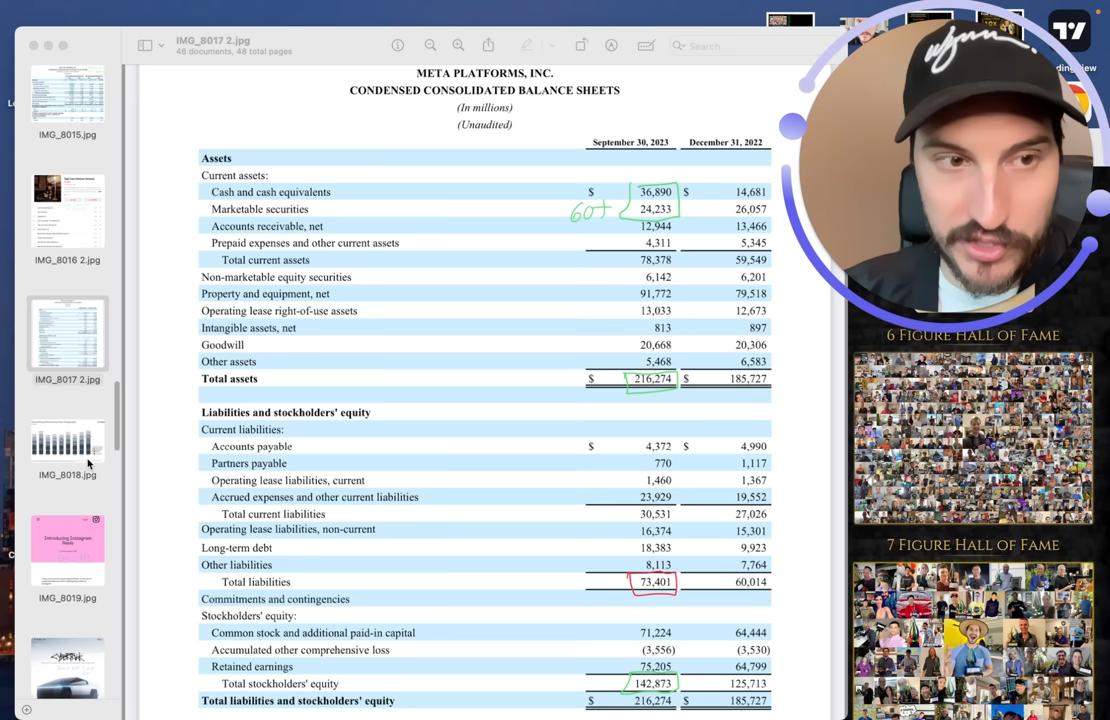 IMG_8017 2.jpg
48 documents, 48 total pages
Search
IMG_8015.jpg
IMG_8016 2.jpg
IMG_8017 2.jpg
IMG_8018.jpg
Introducing Instagram
IMG_8019.jpg
META PLATFORMS, INC.
CONDENSED CONSOLIDATED BALANCE SHEETS
(In millions)
(Unaudited)
September 30, 2023 December 31, 2022
Assets
Current assets:
Cash and cash equivalents $ 36,890 $ 14,681
60+
Marketable securities 24,233 26,057
Accounts receivable, net 12,944 13,466
Prepaid expenses and other current assets 4,311 5,345
Total current assets 78,378 59,549
Non-marketable equity securities 6,142 6,201
Property and equipment, net 91,772 79,518
Operating lease right-of-use assets 13,033 12,673
Intangible assets, net 813 897
Goodwill 20,668 20,306
Other assets 5,468 6,583
Total assets $ 216,274 $ 185,727
Liabilities and stockholders' equity
Current liabilities:
Accounts payable $ 4,372 $ 4,990
Partners payable 770 1,117
Operating lease liabilities, current 1,460 1,367
Accrued expenses and other current liabilities 23,929 19,552
Total current liabilities 30,531 27,026
Operating lease liabilities, non-current 16,374 15,301
Long-term debt 18,383 9,923
Other liabilities 8,113 7,764
Total liabilities 73,401 60,014
Commitments and contingencies
Stockholders' equity:
Common stock and additional paid-in capital 71,224 64,444
Accumulated other comprehensive loss (3,556) (3,530)
Retained earnings 75,205 64,799
Total stockholders' equity 142,873 125,713
Total liabilities and stockholders' equity $ 216,274 $ 185,727
6 FIGURE HALL OF FAME
7 FIGURE HALL OF FAME